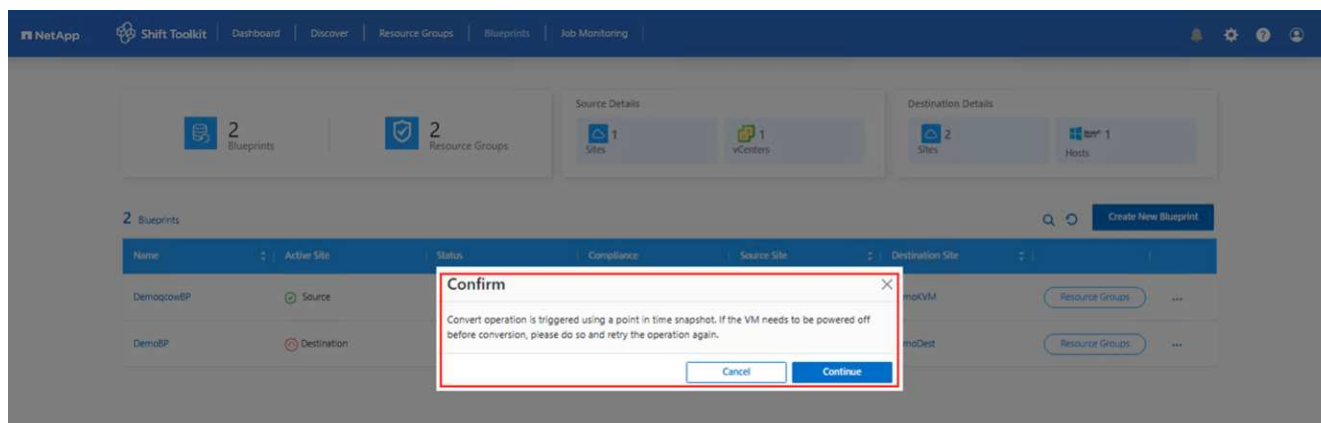 NetApp
Shift Toolkit
Dashboard
Discover
Resource Groups
Blueprints
Job Monitoring
2
Blueprints
2
Resource Groups
Source Details
1
Sites
1
vCenters
Destination Details
2
Sites
1
Hosts
2 Blueprints
Create New Blueprint
Name
Active Site
Status
Compliance
Source Site
Destination Site
DemoqcowBP
Source
moKVM
Resource Groups
...
DemoBP
Destination
moDest
Resource Groups
...
Confirm
Convert operation is triggered using a point in time snapshot. If the VM needs to be powered off
before conversion, please do so and retry the operation again.
Cancel
Continue